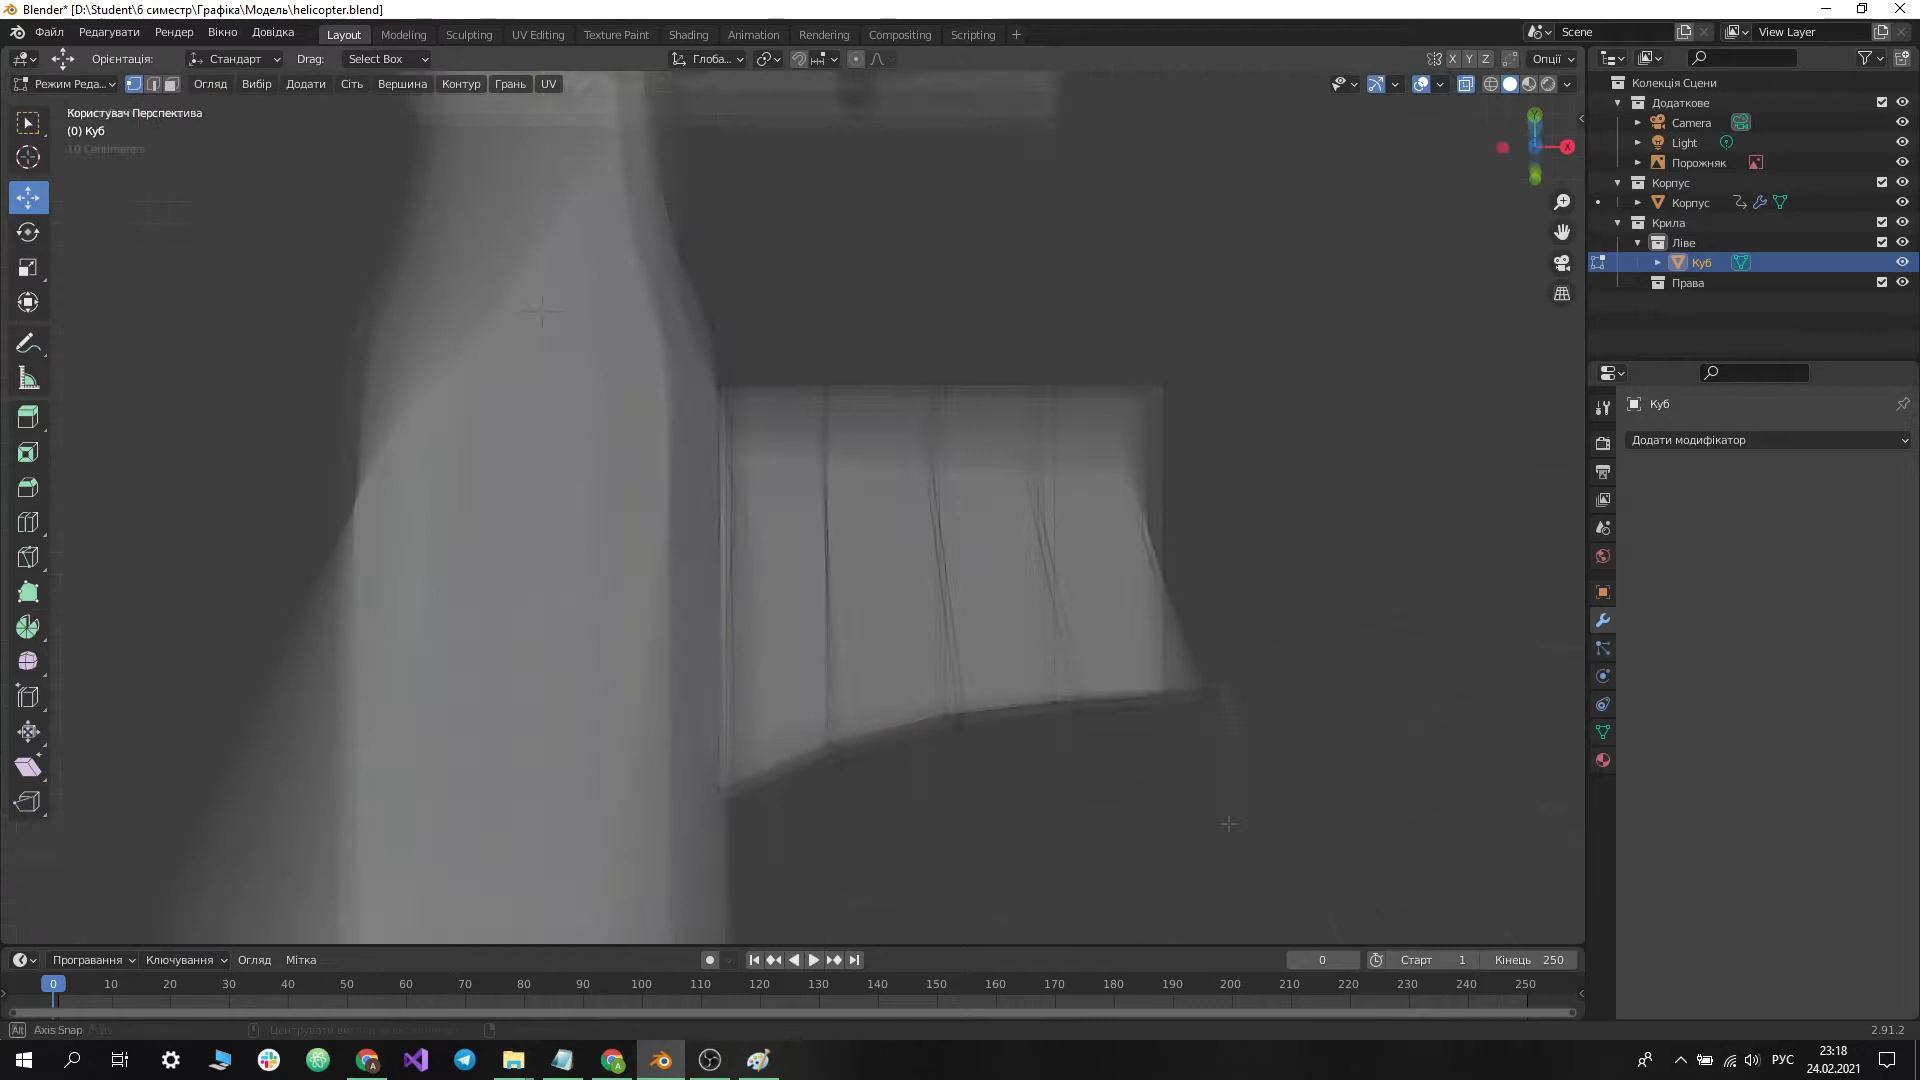 Blender* [D:\Student\6 симестр\Графіка\Модель\helicopter.blend]
Файл Редагувати Рендер Вікно Довідка Layout Modeling Sculpting UV Editing Texture Paint Shading Animation Rendering Compositing Scripting + Scene View Layer
Орієнтація: Стандарт Drag: Select Box Глоба... X Y Z Опції
Режим Реда... Огляд Вибір Додати Сіть Вершина Контур Грань UV
Користувач Перспектива
(0) Куб
10 Centimeters
Y
X
Колекція Сцени
Додаткове
Camera
Light
Порожняк
Корпус
Корпус
Крила
Ліве
Куб
Права
Куб
Додати модифікатор
Програвання Ключування Огляд Мітка 0 Старт 1 Кінець 250
0 10 20 30 40 50 60 70 80 90 100 110 120 130 140 150 160 170 180 190 200 210 220 230 240 250
Alt Axis Snap 2.91.2
РУС 23:18
24.02.2021